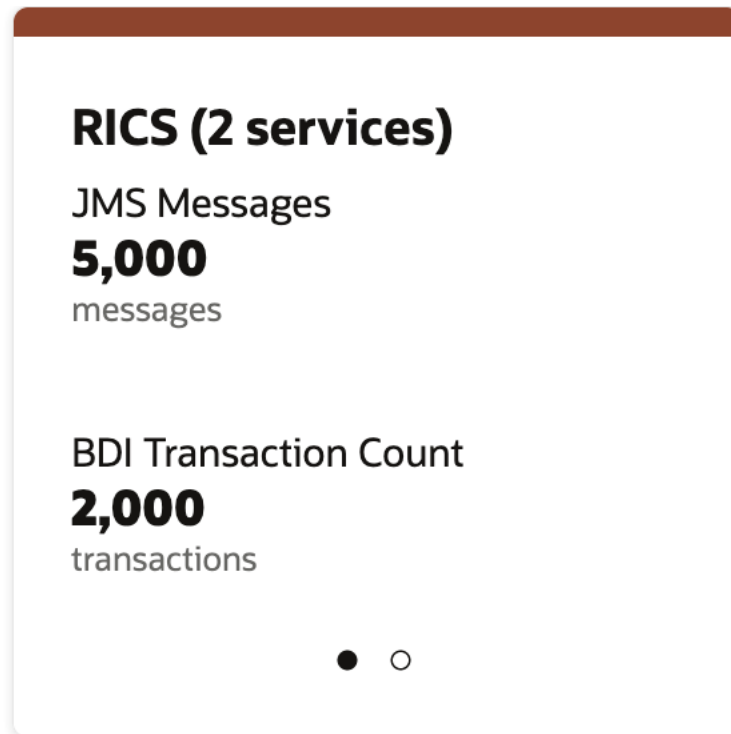 RICS (2 services)
JMS Messages
5,000
messages
BDI Transaction Count
2,000
transactions